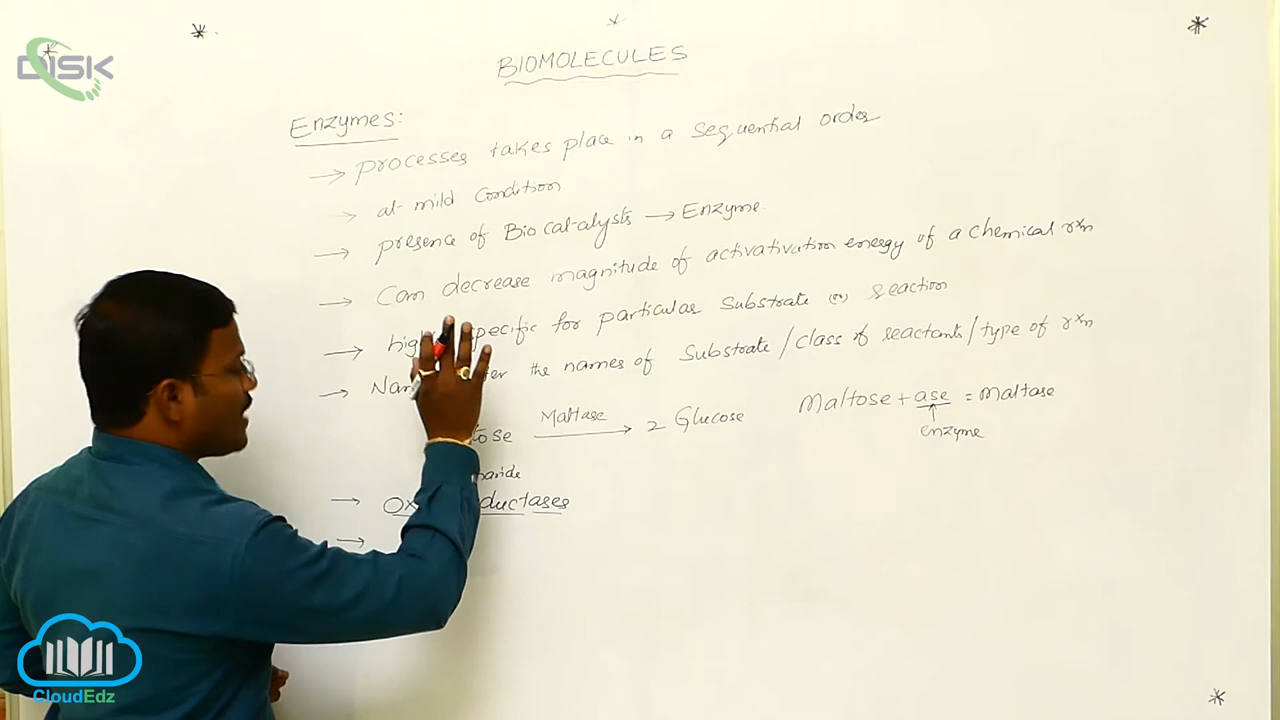 DISK
BIOMOLECULES
Enzymes:
→ processes takes place in a sequential order
→ at mild Condition
→ presence of Bio catalysts → Enzyme
→ Can decrease magnitude of activativation energy of a chemical rxn
→ specific for particular Substrate (or) reaction
→ the names of Substrate/class of reactants/type of rxn
Maltase → 2 Glucose Maltose + ase = Maltase
↑ enzyme
→
→
CloudEdz